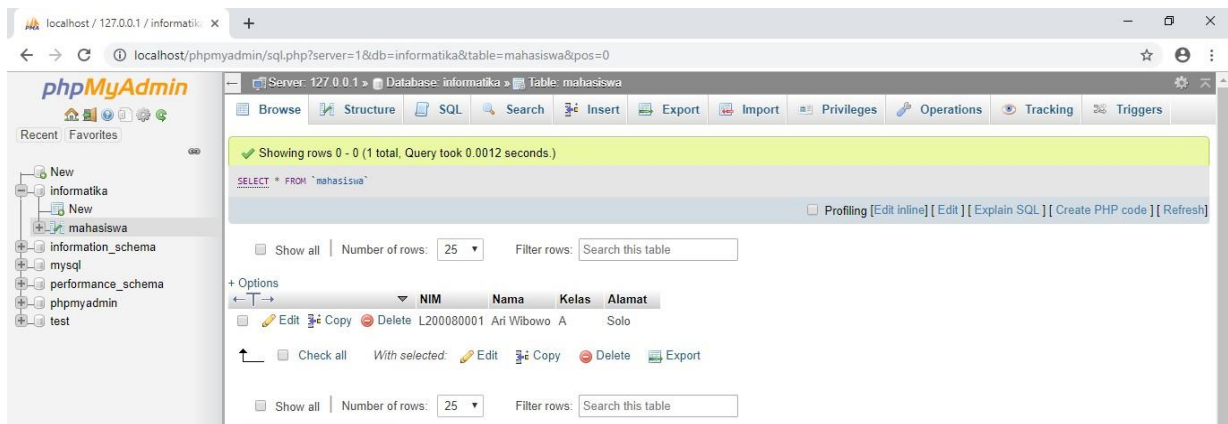 localhost / 127.0.0.1 / informatik
localhost/phpmyadmin/sql.php?server=1&db=informatika&table=mahasiswa&pos=0
phpMyAdmin
Recent Favorites
New
informatika
New
mahasiswa
information_schema
mysql
performance_schema
phpmyadmin
test
Server: 127.0.0.1 » Database: informatika » Table: mahasiswa
Browse Structure SQL Search Insert Export Import Privileges Operations Tracking Triggers
Showing rows 0 - 0 (1 total, Query took 0.0012 seconds.)
SELECT * FROM `mahasiswa`
Profiling [Edit inline] [ Edit ] [ Explain SQL ] [ Create PHP code ] [ Refresh]
Show all | Number of rows: 25 Filter rows: Search this table
+ Options
←T→ NIM Nama Kelas Alamat
Edit Copy Delete L200080001 Ari Wibowo A Solo
Check all With selected: Edit Copy Delete Export
Show all | Number of rows: 25 Filter rows: Search this table